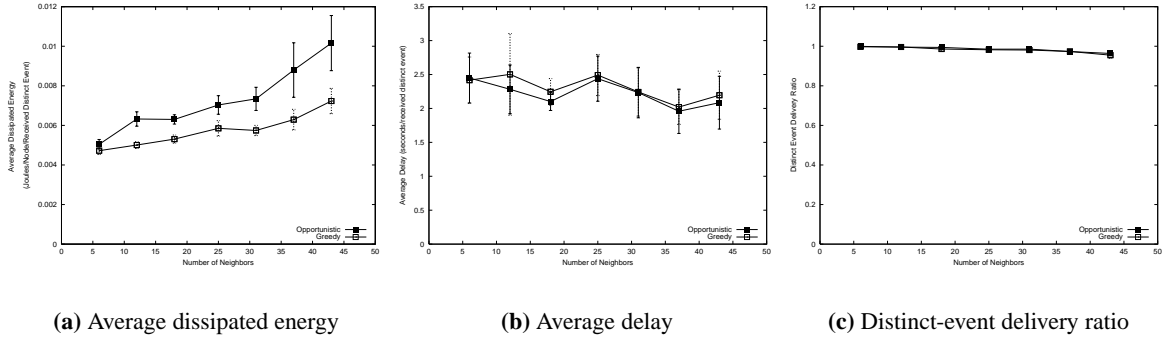 0.012
0.01
0.008
0.006
0.004
0.002
0
Average Dissipated Energy
(Joules/Node/Received Distinct Event)
0 5 10 15 20 25 30 35 40 45 50
Number of Neighbors
Opportunistic
Greedy
(a) Average dissipated energy
3.5
3
2.5
2
1.5
1
0.5
0
Average Delay (seconds/received distinct event)
0 5 10 15 20 25 30 35 40 45 50
Number of Neighbors
Opportunistic
Greedy
(b) Average delay
1.2
1
0.8
0.6
0.4
0.2
0
Distinct Event Delivery Ratio
0 5 10 15 20 25 30 35 40 45 50
Number of Neighbors
Opportunistic
Greedy
(c) Distinct-event delivery ratio